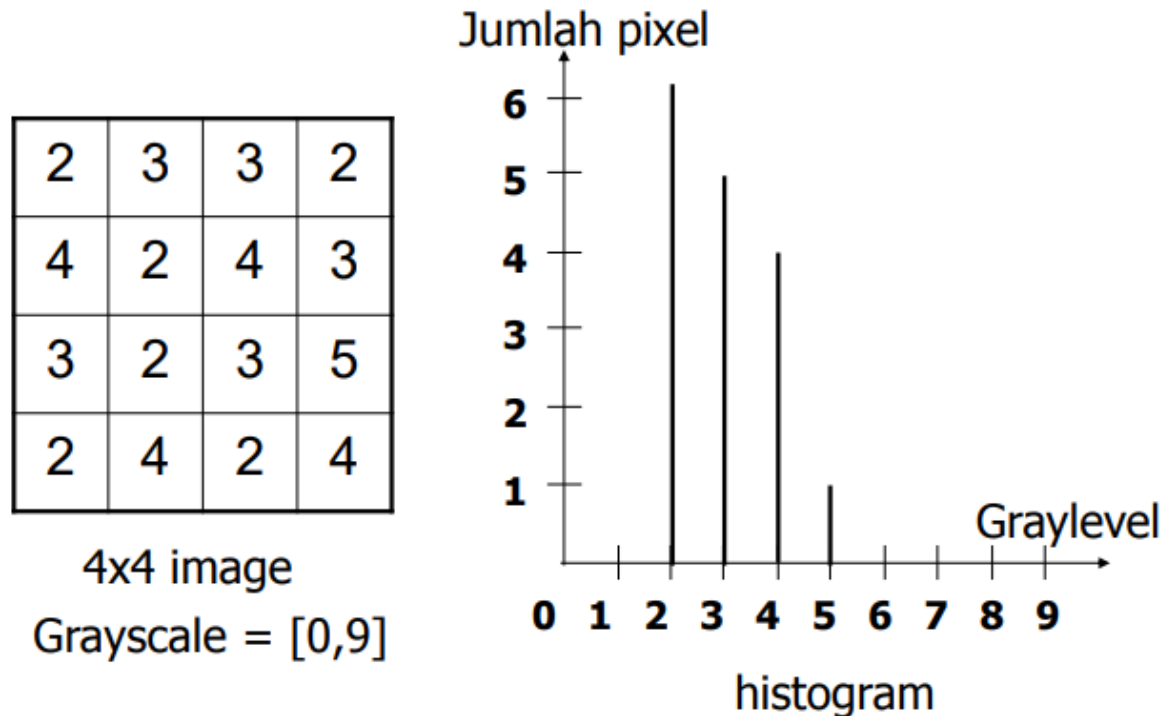 Jumlah pixel
2 3 3 2
4 2 4 3
3 2 3 5
2 4 2 4
4x4 image
Grayscale = [0,9]
6
5
4
3
2
1
Graylevel
0 1 2 3 4 5 6 7 8 9
histogram